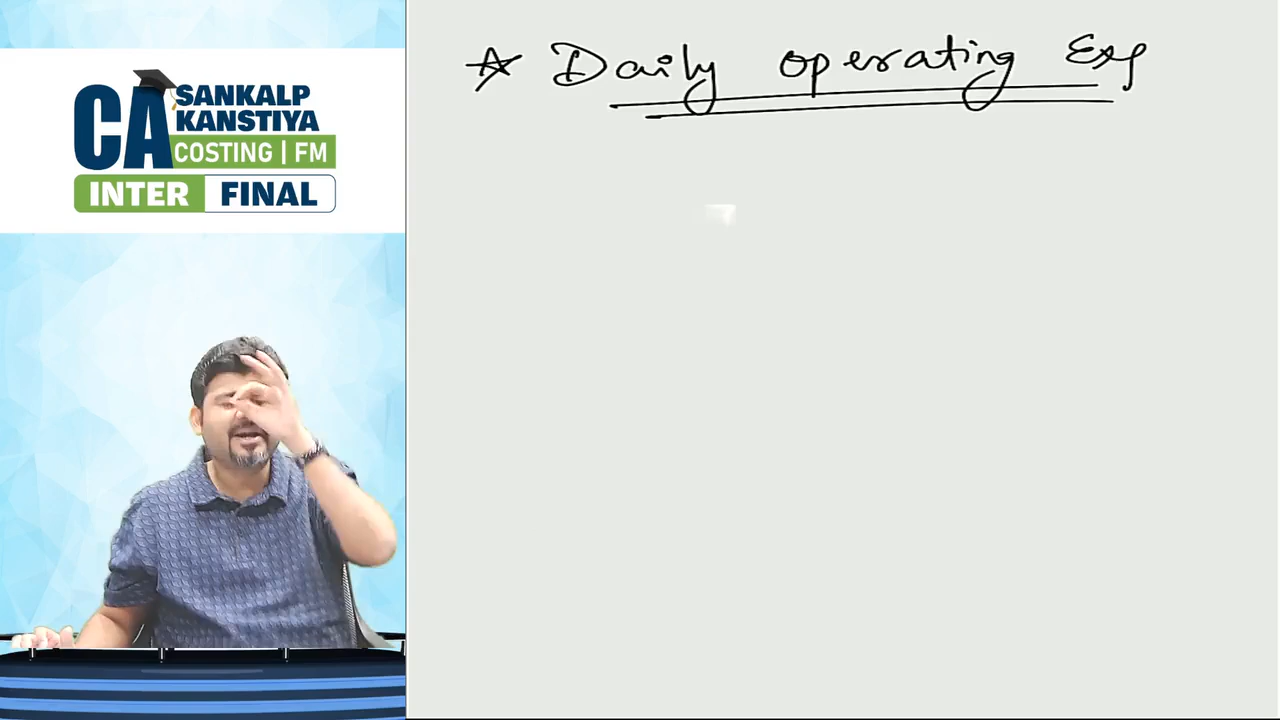 CA SANKALP
KANSTIYA
COSTING | FM
INTER FINAL
☆ Daily operating Exp